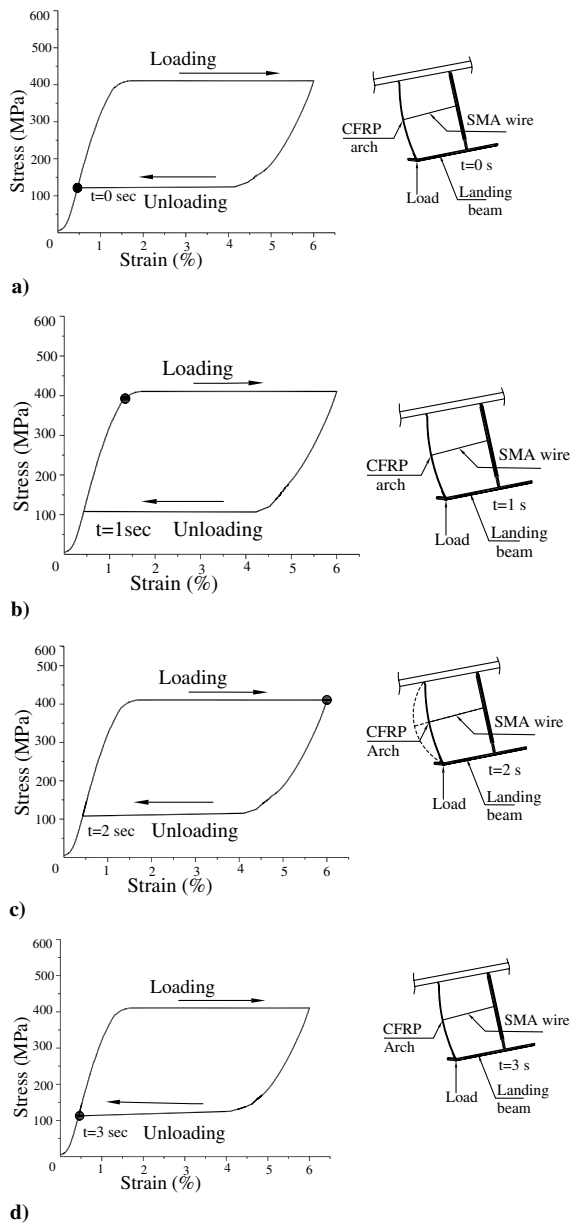 600
500
400
300
200
100
0
1
2
3
4
5
6
Stress (MPa)
Strain (%)
Loading
Unloading
t=0 sec
CFRP
arch
SMA wire
t=0 s
Landing
beam
Load
a)
600
500
400
300
200
100
0
1
2
3
4
5
6
Stress (MPa)
Strain (%)
Loading
t=1sec
Unloading
CFRP
arch
SMA wire
t=1 s
Landing
beam
Load
b)
600
500
400
300
200
100
0
1
2
3
4
5
6
Stress (MPa)
Strain (%)
Loading
t=2 sec
Unloading
CFRP
Arch
SMA wire
t=2 s
Landing
beam
Load
c)
600
500
400
300
200
100
0
1
2
3
4
5
6
Stress (MPa)
Strain (%)
Loading
t=3 sec
Unloading
CFRP
Arch
SMA wire
t=3 s
Landing
beam
Load
d)